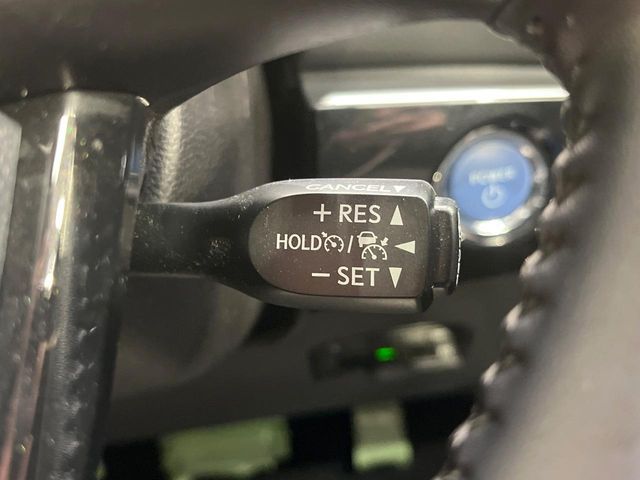 CANCEL▼
+ RES ▲
HOLD / ◀
− SET ▼
POWER